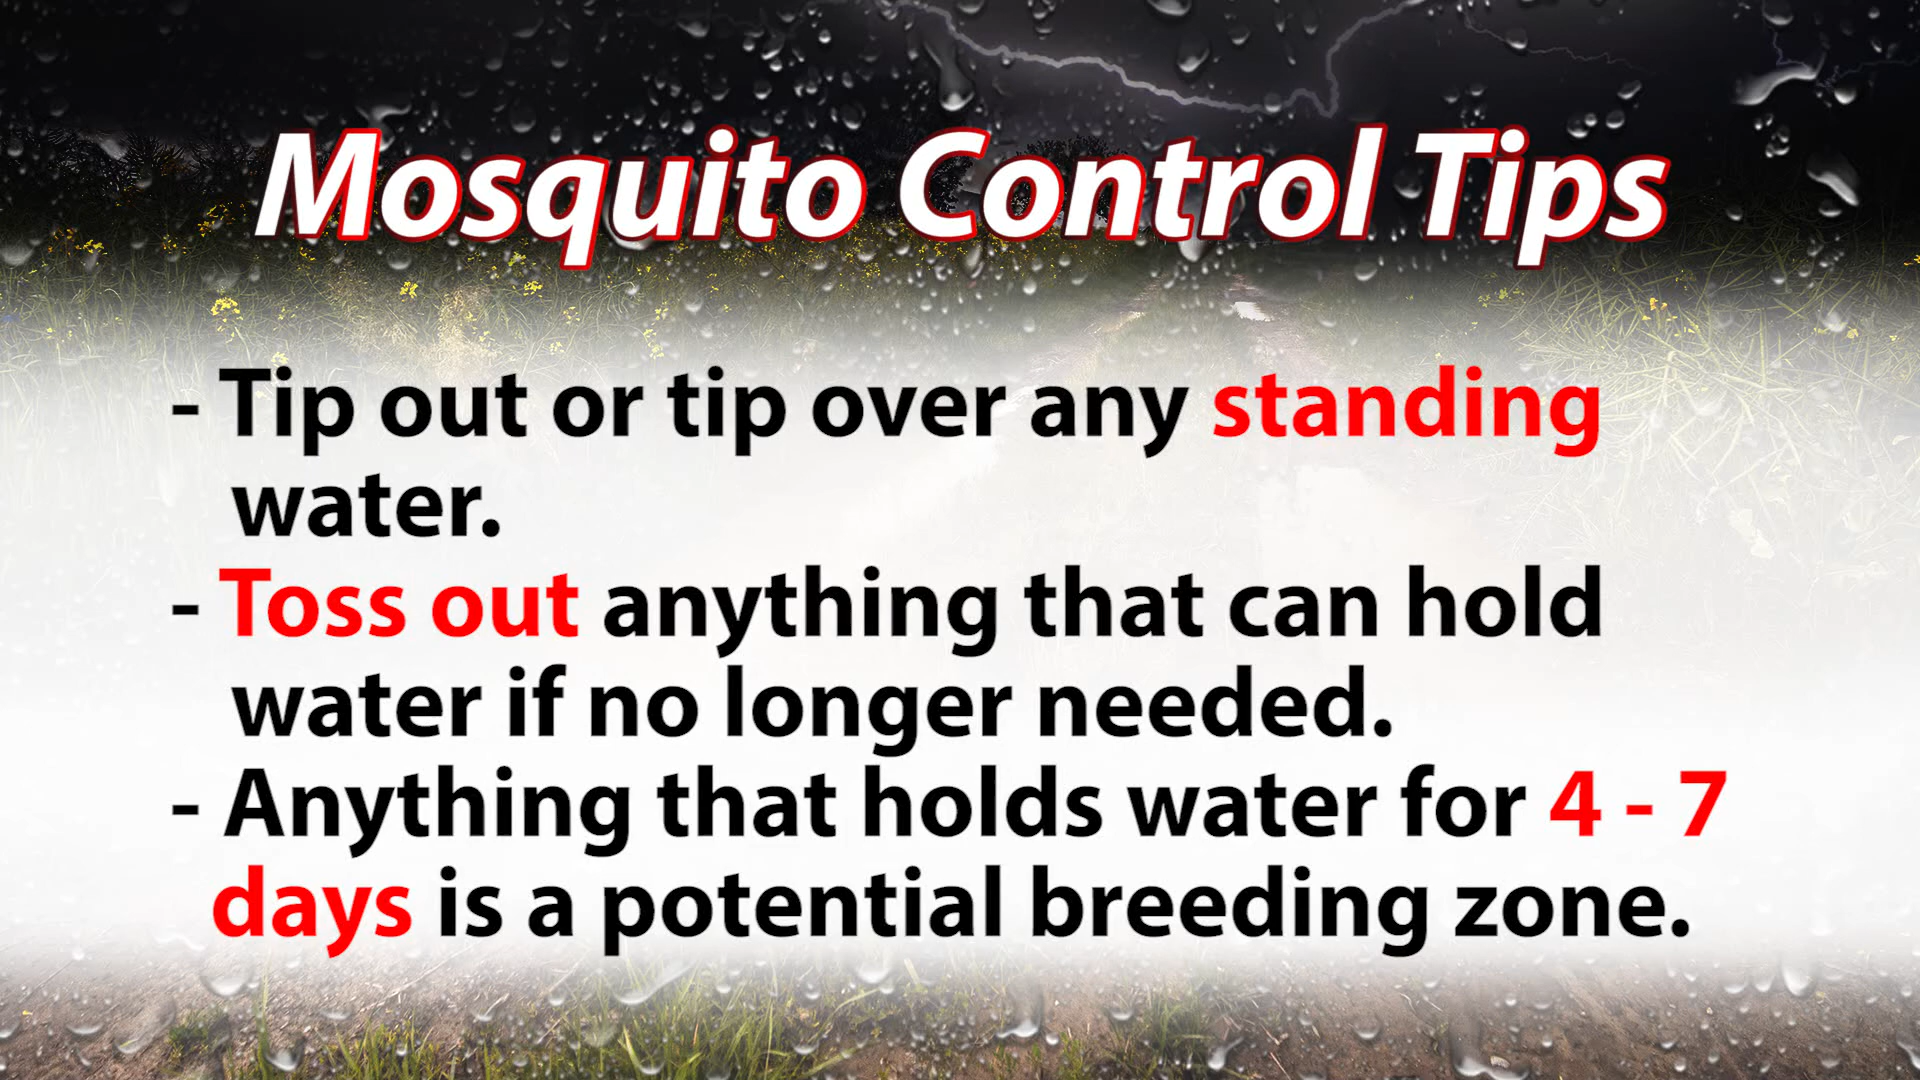 Mosquito Control Tips
- Tip out or tip over any standing
water.
- Toss out anything that can hold
water if no longer needed.
- Anything that holds water for 4 - 7
days is a potential breeding zone.